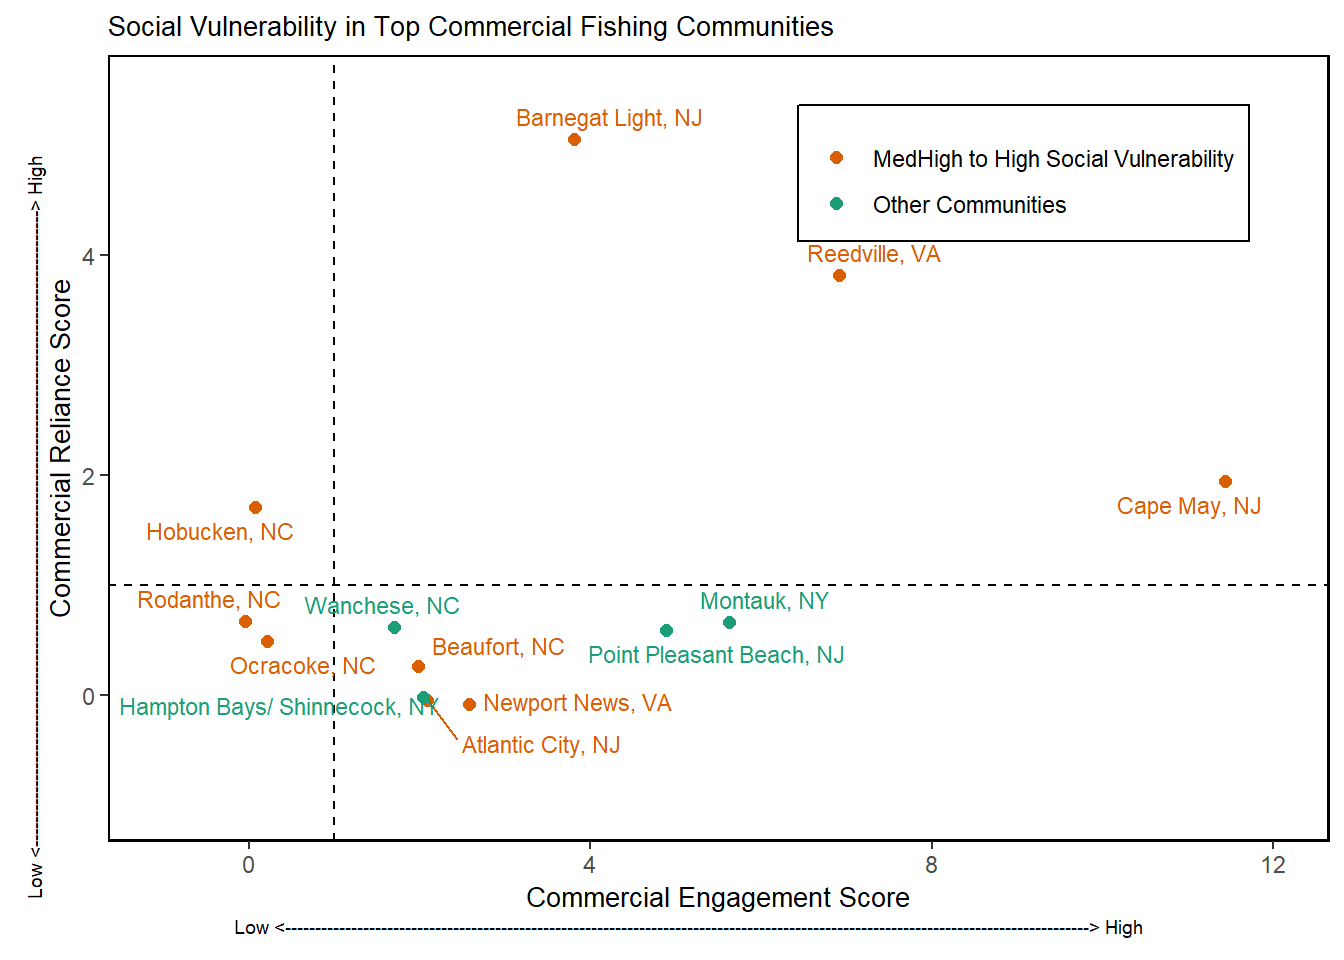 Social Vulnerability in Top Commercial Fishing Communities
Barnegat Light, NJ
MedHigh to High Social Vulnerability
Other Communities
Reedville, VA
Cape May, NJ
Hobucken, NC
Rodanthe, NC
Wanchese, NC
Montauk, NY
Beaufort, NC
Point Pleasant Beach, NJ
Ocracoke, NC
Hampton Bays/ Shinnecock, NY
Newport News, VA
Atlantic City, NJ
4
2
0
Commercial Reliance Score
Low <----------------------------------------------------------------------------------------------------------> High
0
4
8
12
Commercial Engagement Score
Low <--------------------------------------------------------------------------------------------------------------------------------------> High